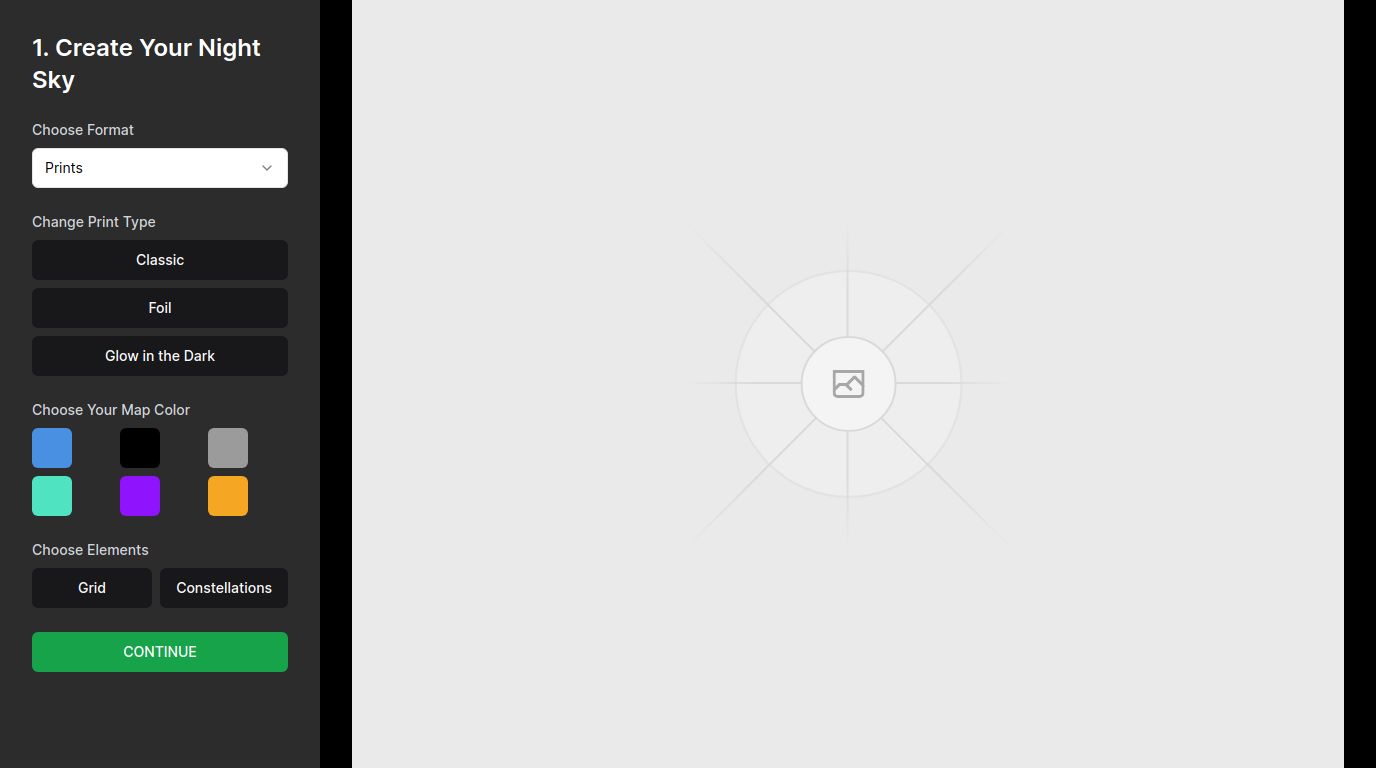 1. Create Your Night
Sky
Choose Format
Prints
Change Print Type
Classic
Foil
Glow in the Dark
Choose Your Map Color
Choose Elements
Grid
Constellations
CONTINUE